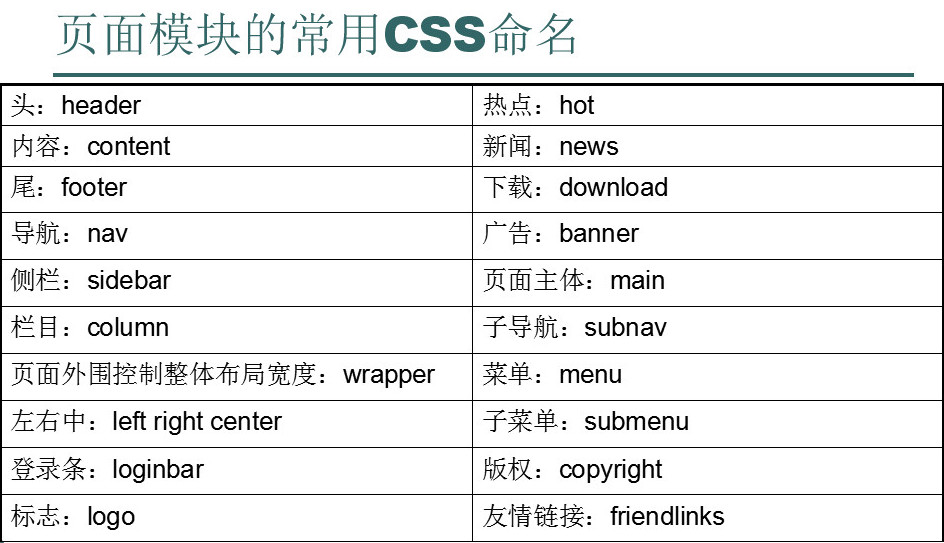 页面模块的常用CSS命名
头：header
热点：hot
内容：content
新闻：news
尾：footer
下载：download
导航：nav
广告：banner
侧栏：sidebar
页面主体：main
栏目：column
子导航：subnav
页面外围控制整体布局宽度：wrapper
菜单：menu
左右中：left right center
子菜单：submenu
登录条：loginbar
版权：copyright
标志：logo
友情链接：friendlinks